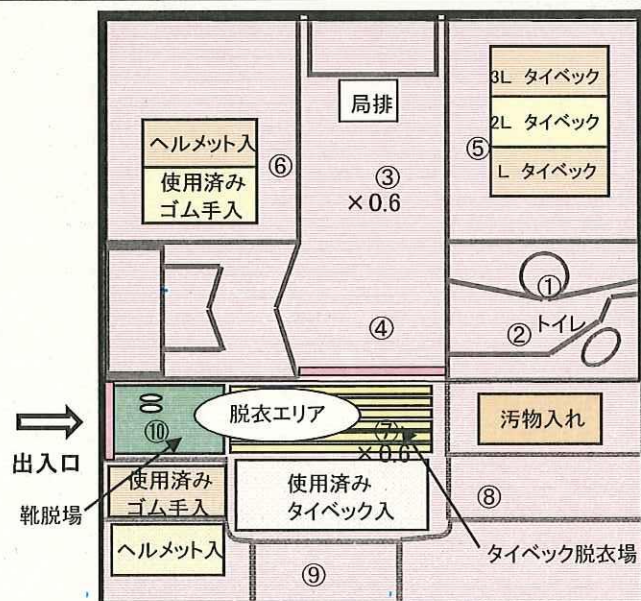 局排
3L タイベック
2L タイベック
L タイベック
⑤
ヘルメット入
使用済み
ゴム手入
⑥
③
×0.6
①
② トイレ
④
出入口
⑩
脱衣エリア
⑦
×0.6
汚物入れ
靴脱場
使用済み
ゴム手入
使用済み
タイベック入
⑧
ヘルメット入
⑨
タイベック脱衣場